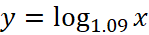 y = log₁.₀₉ x